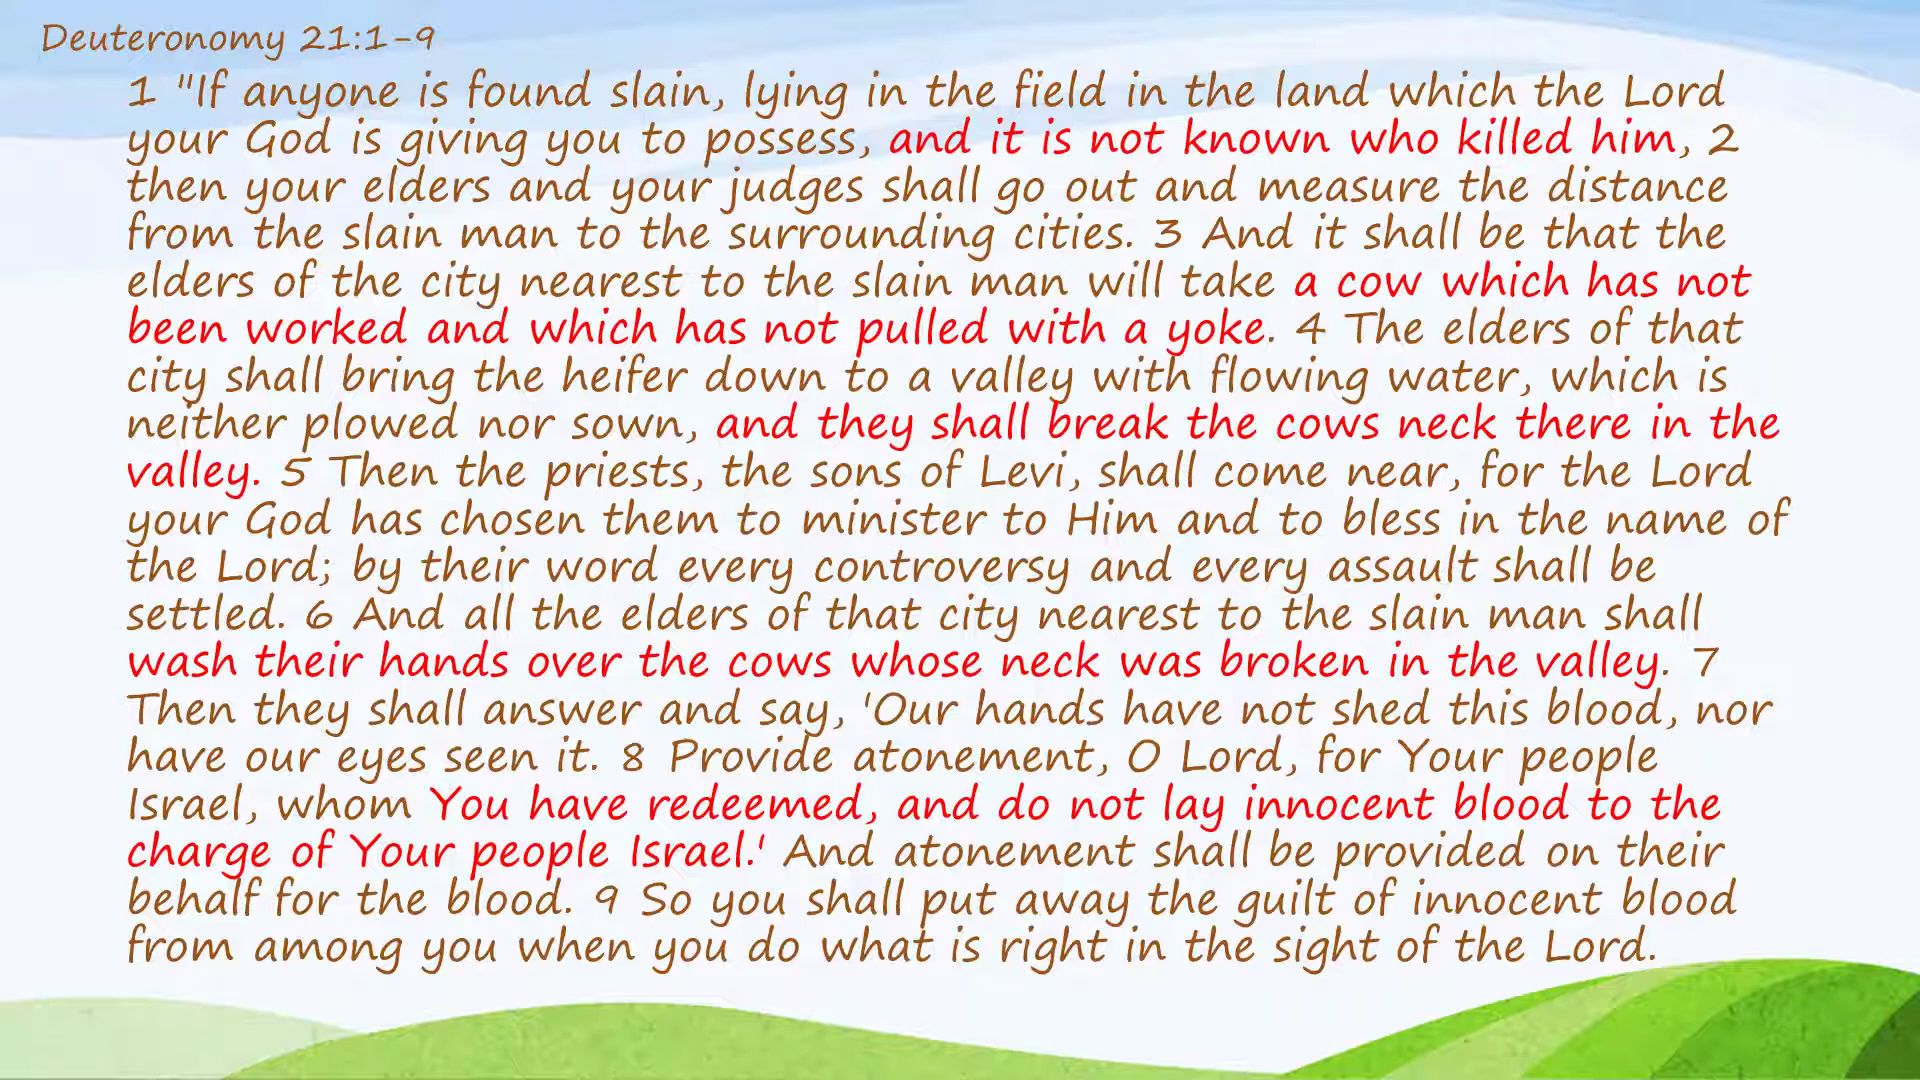 Deuteronomy 21:1-9
1 "If anyone is found slain, lying in the field in the land which the Lord
your God is giving you to possess, and it is not known who killed him, 2
then your elders and your judges shall go out and measure the distance
from the slain man to the surrounding cities. 3 And it shall be that the
elders of the city nearest to the slain man will take a cow which has not
been worked and which has not pulled with a yoke. 4 The elders of that
city shall bring the heifer down to a valley with flowing water, which is
neither plowed nor sown, and they shall break the cows neck there in the
valley. 5 Then the priests, the sons of Levi, shall come near, for the Lord
your God has chosen them to minister to Him and to bless in the name of
the Lord; by their word every controversy and every assault shall be
settled. 6 And all the elders of that city nearest to the slain man shall
wash their hands over the cows whose neck was broken in the valley. 7
Then they shall answer and say, 'Our hands have not shed this blood, nor
have our eyes seen it. 8 Provide atonement, O Lord, for Your people
Israel, whom You have redeemed, and do not lay innocent blood to the
charge of Your people Israel.' And atonement shall be provided on their
behalf for the blood. 9 So you shall put away the guilt of innocent blood
from among you when you do what is right in the sight of the Lord.